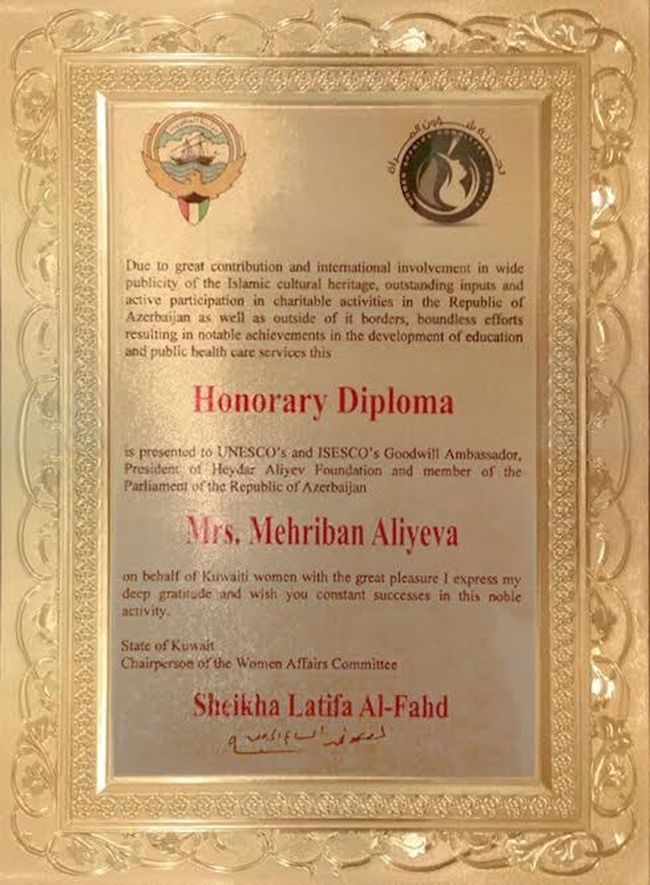 لجنة شؤون المرأة
WOMEN AFFAIRS COMMITTEE
Due to great contribution and international involvement in wide
publicity of the Islamic cultural heritage, outstanding inputs and
active participation in charitable activities in the Republic of
Azerbaijan as well as outside of it borders, boundless efforts
resulting in notable achievements in the development of education
and public health care services this
Honorary Diploma
is presented to UNESCO's and ISESCO's Goodwill Ambassador,
President of Heydar Aliyev Foundation and member of the
Parliament of the Republic of Azerbaijan
Mrs. Mehriban Aliyeva
on behalf of Kuwaiti women with the great pleasure I express my
deep gratitude and wish you constant successes in this noble
activity.
State of Kuwait
Chairperson of the Women Affairs Committee
Sheikha Latifa Al-Fahd